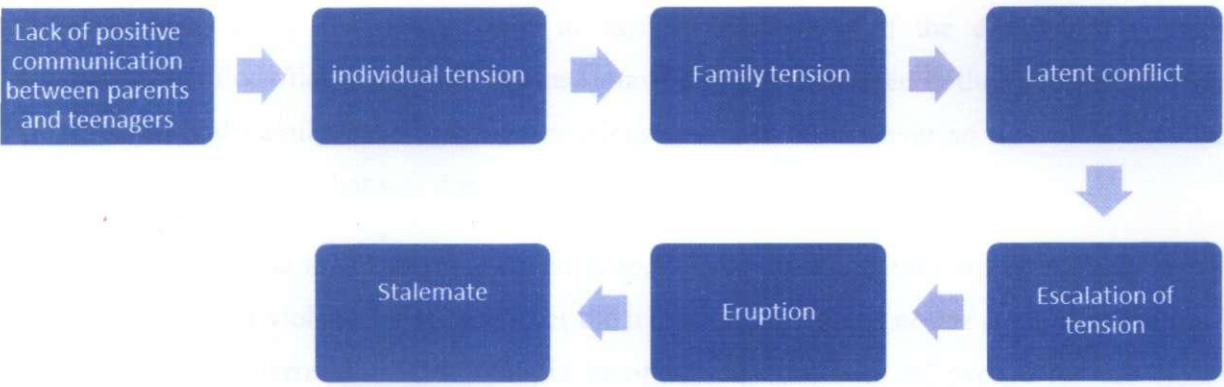 Lack of positive
communication
between parents
and teenagers
individual tension
Family tension
Latent conflict
Escalation of
tension
Eruption
Stalemate